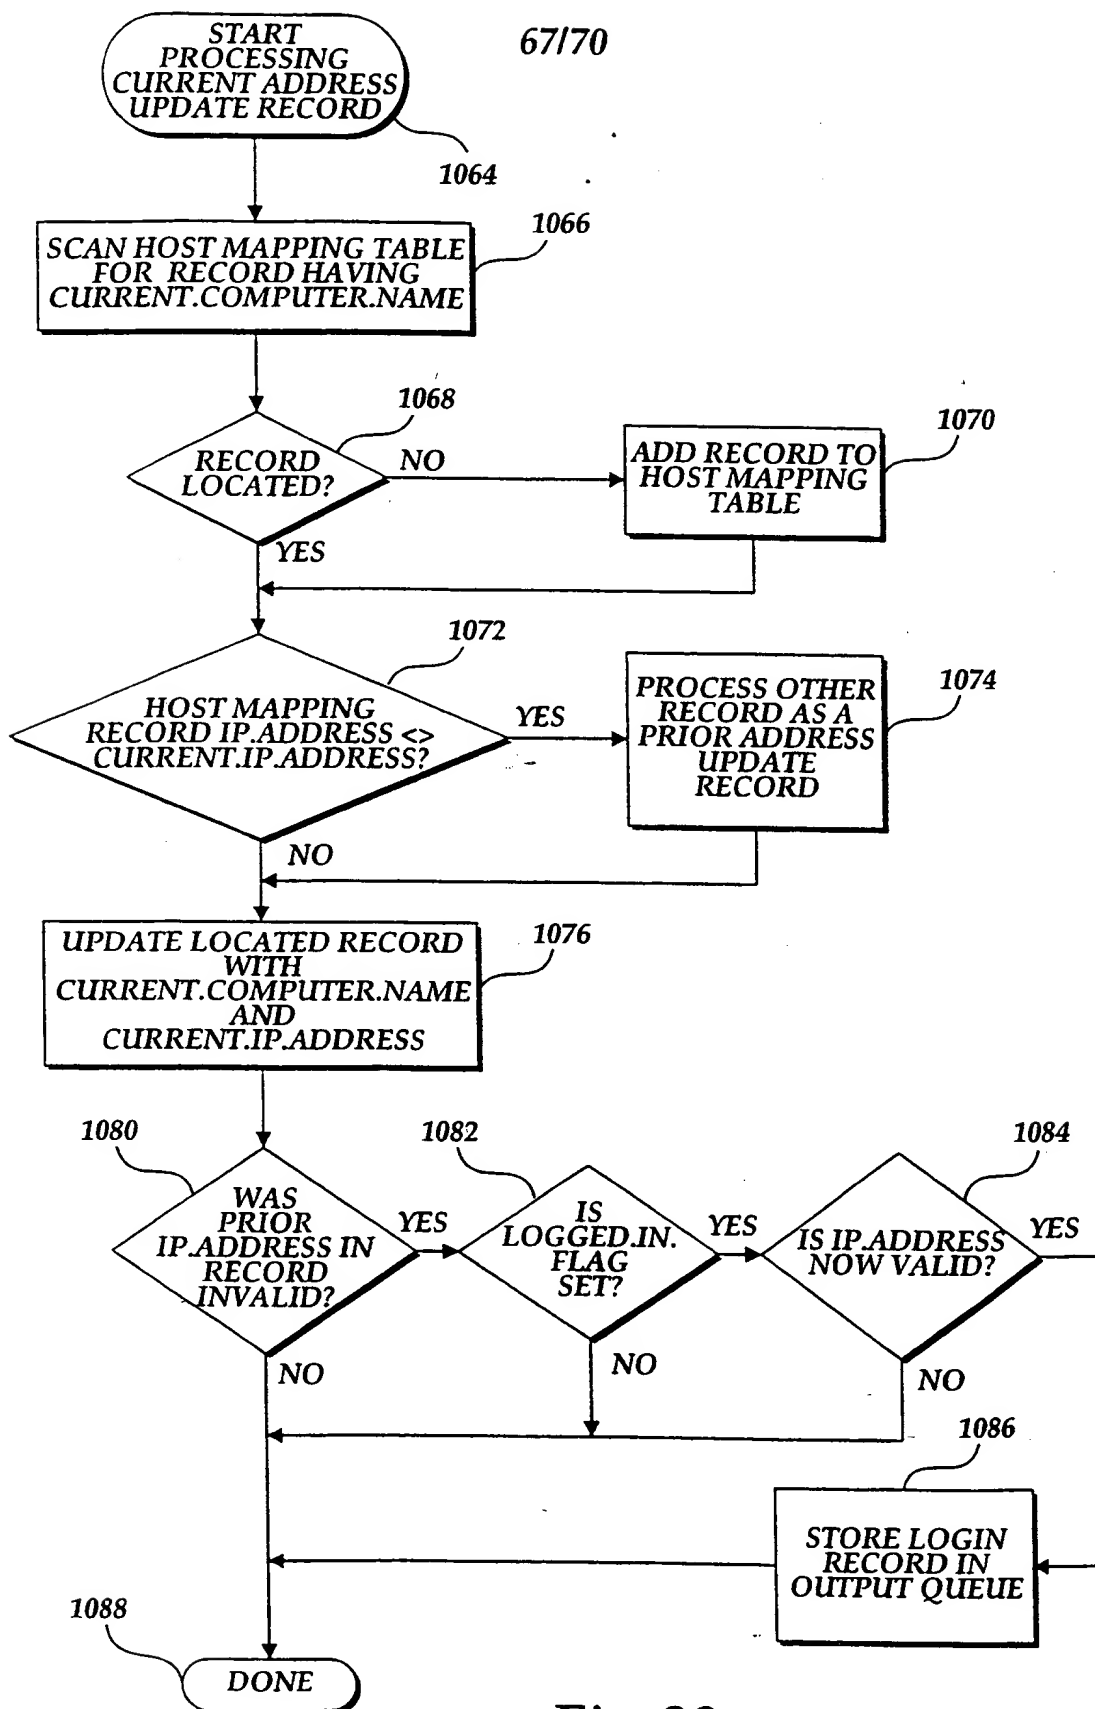 START
PROCESSING
CURRENT ADDRESS
UPDATE RECORD
67/70
1064
1066
SCAN HOST MAPPING TABLE
FOR RECORD HAVING
CURRENT.COMPUTER.NAME
1068
RECORD
LOCATED?
NO
YES
1070
ADD RECORD TO
HOST MAPPING
TABLE
1072
HOST MAPPING
RECORD IP.ADDRESS <>
CURRENT.IP.ADDRESS?
YES
NO
1074
PROCESS OTHER
RECORD AS A
PRIOR ADDRESS
UPDATE
RECORD
1076
UPDATE LOCATED RECORD
WITH
CURRENT.COMPUTER.NAME
AND
CURRENT.IP.ADDRESS
1080
WAS
PRIOR
IP.ADDRESS IN
RECORD
INVALID?
YES
NO
1082
IS
LOGGED.IN.
FLAG
SET?
YES
NO
1084
IS IP.ADDRESS
NOW VALID?
YES
NO
1086
STORE LOGIN
RECORD IN
OUTPUT QUEUE
1088
DONE